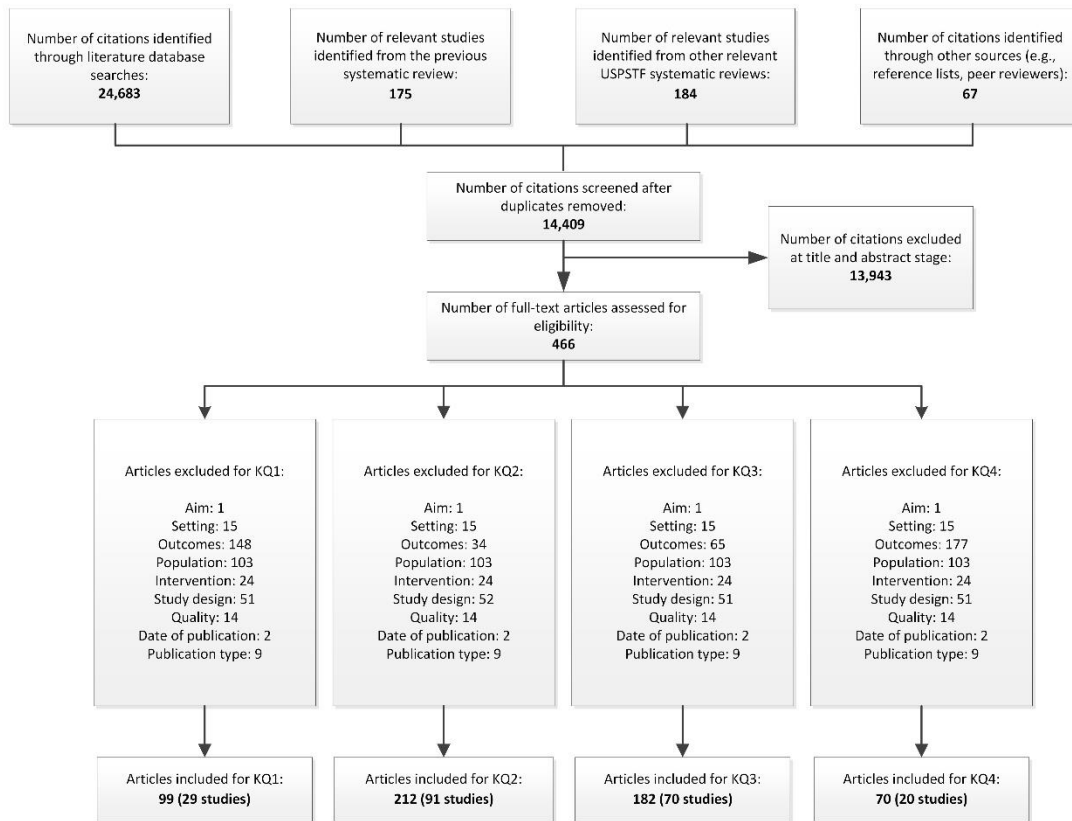 Number of citations identified
through literature database
searches:
24,683
Number of relevant studies
identified from the previous
systematic review:
175
Number of relevant studies
identified from other relevant
USPSTF systematic reviews:
184
Number of citations identified
through other sources (e.g.,
reference lists, peer reviewers):
67
Number of citations screened after
duplicates removed:
14,409
Number of citations excluded
at title and abstract stage:
13,943
Number of full-text articles assessed for
eligibility:
466
Articles excluded for KQ1:
Aim: 1
Setting: 15
Outcomes: 148
Population: 103
Intervention: 24
Study design: 51
Quality: 14
Date of publication: 2
Publication type: 9
Articles excluded for KQ2:
Aim: 1
Setting: 15
Outcomes: 34
Population: 103
Intervention: 24
Study design: 52
Quality: 14
Date of publication: 2
Publication type: 9
Articles excluded for KQ3:
Aim: 1
Setting: 15
Outcomes: 65
Population: 103
Intervention: 24
Study design: 51
Quality: 14
Date of publication: 2
Publication type: 9
Articles excluded for KQ4:
Aim: 1
Setting: 15
Outcomes: 177
Population: 103
Intervention: 24
Study design: 51
Quality: 14
Date of publication: 2
Publication type: 9
Articles included for KQ1:
99 (29 studies)
Articles included for KQ2:
212 (91 studies)
Articles included for KQ3:
182 (70 studies)
Articles included for KQ4:
70 (20 studies)